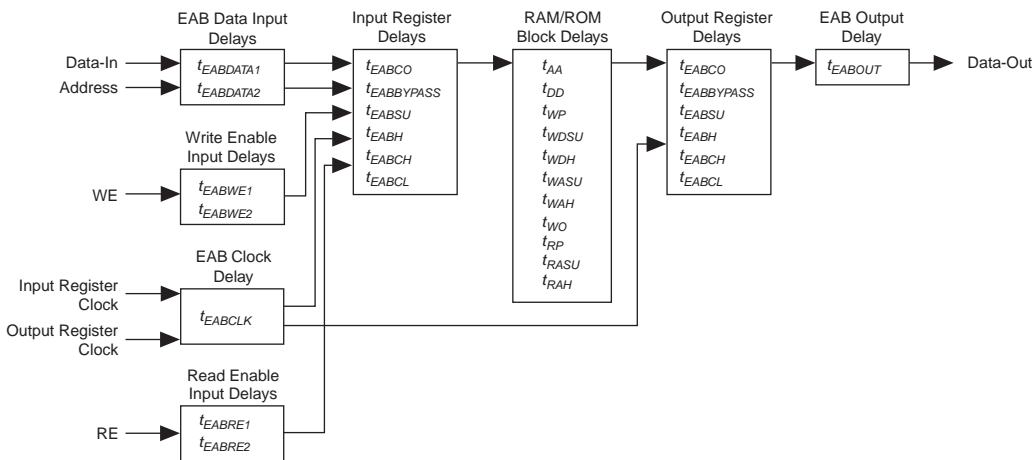 EAB Data Input
Delays
Input Register
Delays
RAM/ROM
Block Delays
Output Register
Delays
EAB Output
Delay
Data-In
Address
tEABDATA1
tEABDATA2
tEABCO
tEABBYPASS
tEABSU
tEABH
tEABCH
tEABCL
tAA
tDD
tWP
tWDSU
tWDH
tWASU
tWAH
tWO
tRP
tRASU
tRAH
tEABCO
tEABBYPASS
tEABSU
tEABH
tEABCH
tEABCL
tEABOUT
Data-Out
Write Enable
Input Delays
WE
tEABWE1
tEABWE2
EAB Clock
Delay
Input Register
Clock
Output Register
Clock
tEABCLK
Read Enable
Input Delays
RE
tEABRE1
tEABRE2